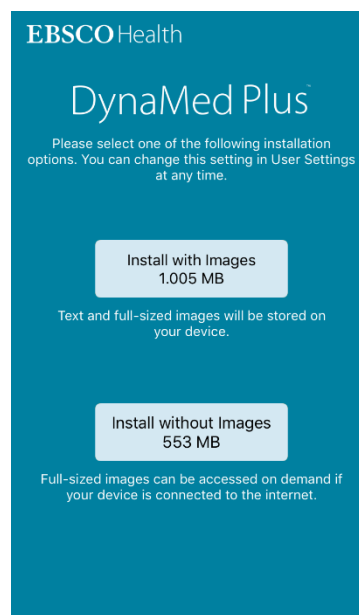 EBSCO Health
DynaMed Plus™
Please select one of the following installation
options. You can change this setting in User Settings
at any time.
Install with Images
1.005 MB
Text and full-sized images will be stored on
your device.
Install without Images
553 MB
Full-sized images can be accessed on demand if
your device is connected to the internet.